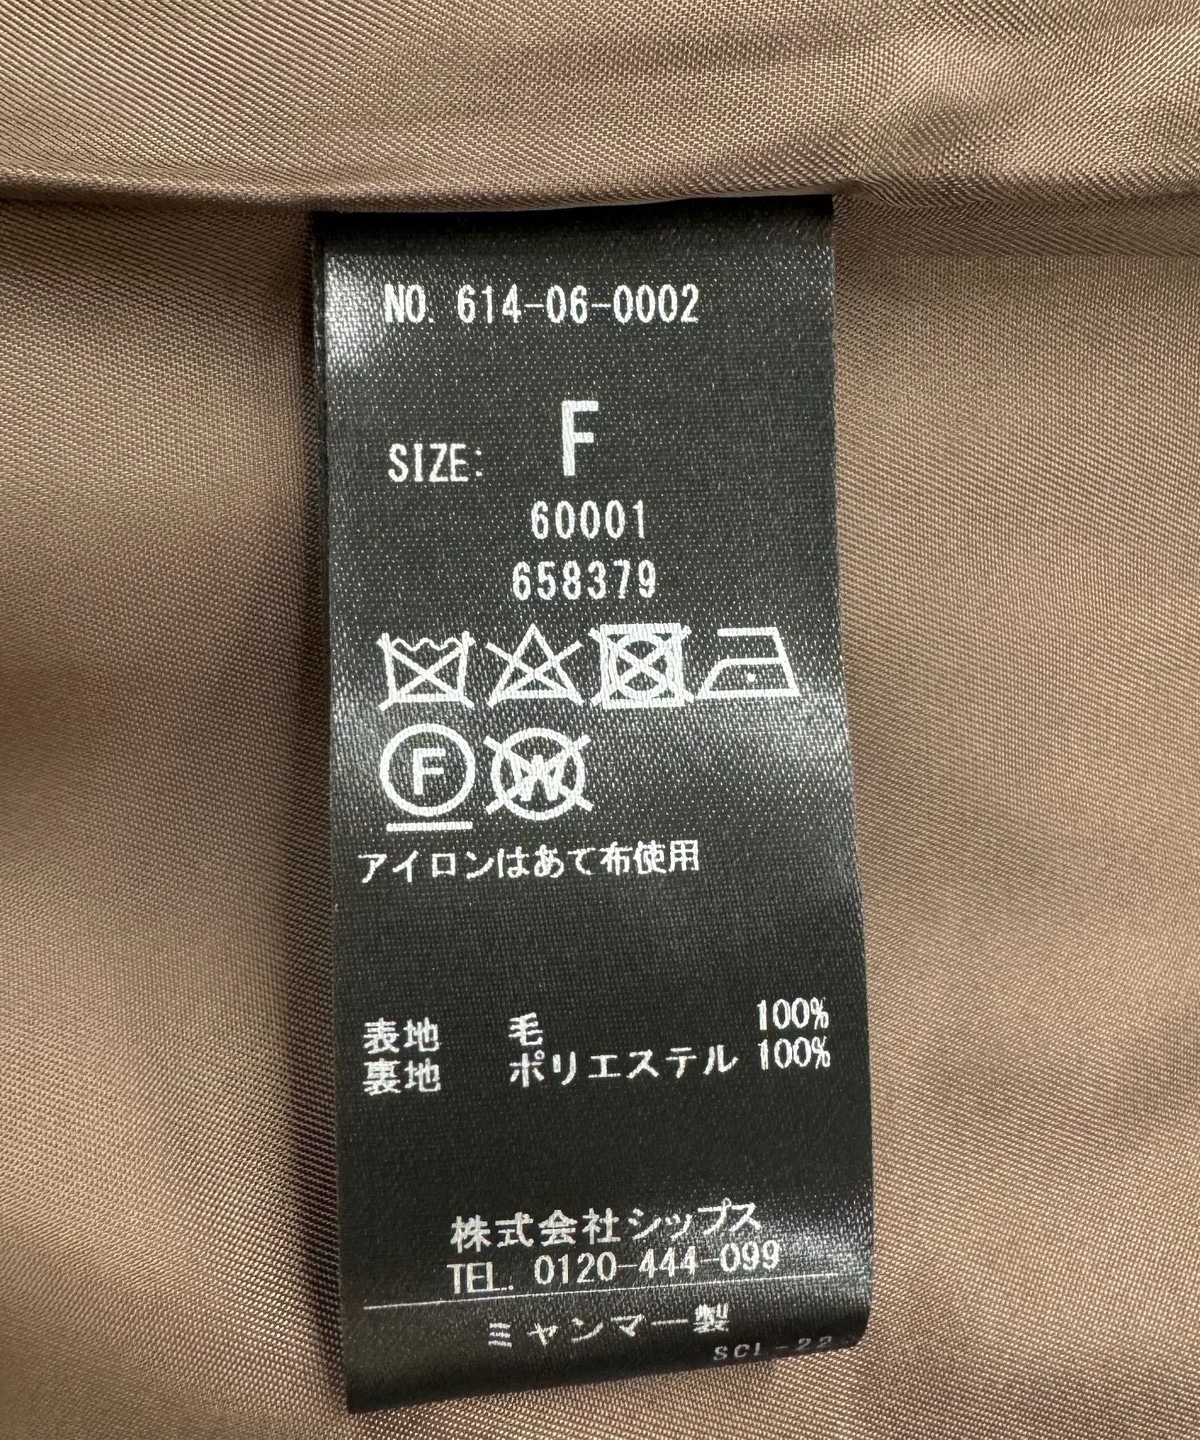 NO. 614-06-0002
SIZE: F
60001
658379
F W
アイロンはあて布使用
表地 毛 100%
裏地 ポリエステル 100%
株式会社シップス
TEL. 0120-444-099
ミャンマー製
SCL-22